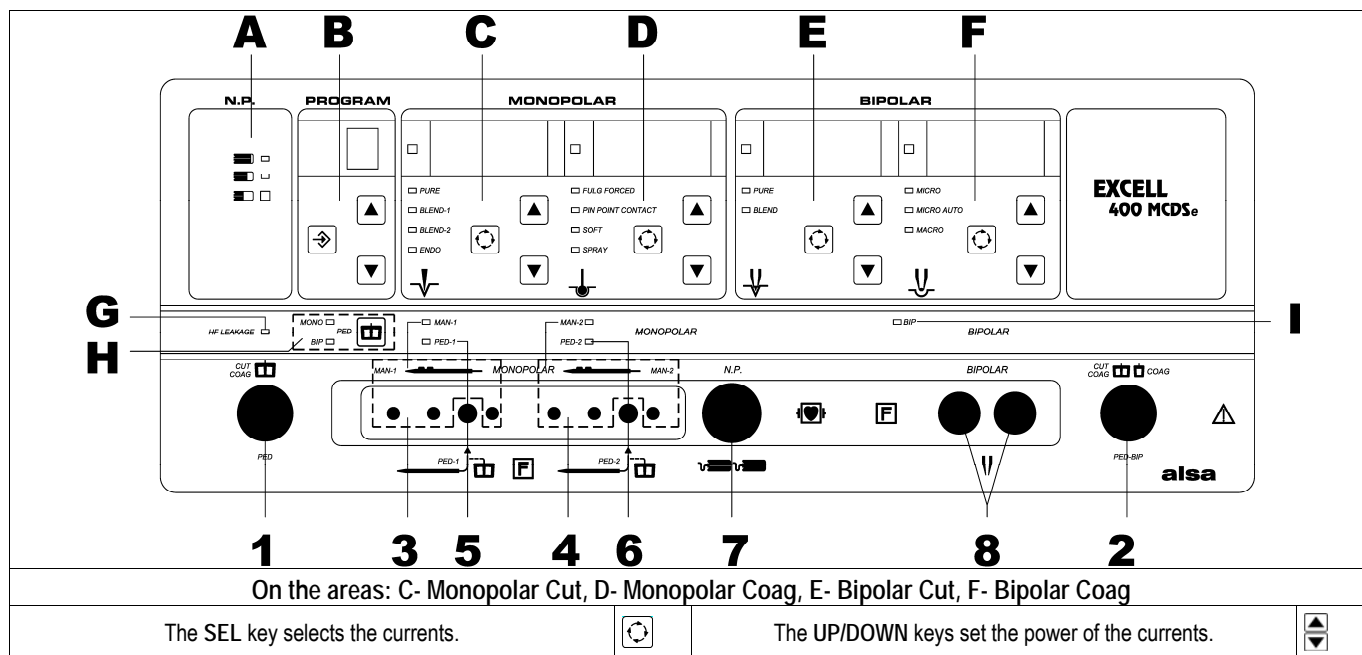 A B C D E F
N.P. PROGRAM MONOPOLAR BIPOLAR
PURE FULG FORCED PURE MICRO
BLEND-1 PIN POINT CONTACT BLEND MICRO AUTO
BLEND-2 SOFT MACRO
ENDO SPRAY
EXCELL
400 MCDSe
G HF LEAKAGE MONO PED MAN-1 MAN-2 MONOPOLAR BIP BIPOLAR I
H BIP PED-1 PED-2
CUT MAN-1 MONOPOLAR MAN-2 N.P. BIPOLAR CUT COAG
COAG COAG
F
PED PED-1 F PED-2 PED-BIP
alsa
1 3 5 4 6 7 8 2
On the areas: C- Monopolar Cut, D- Monopolar Coag, E- Bipolar Cut, F- Bipolar Coag
The SEL key selects the currents. The UP/DOWN keys set the power of the currents.